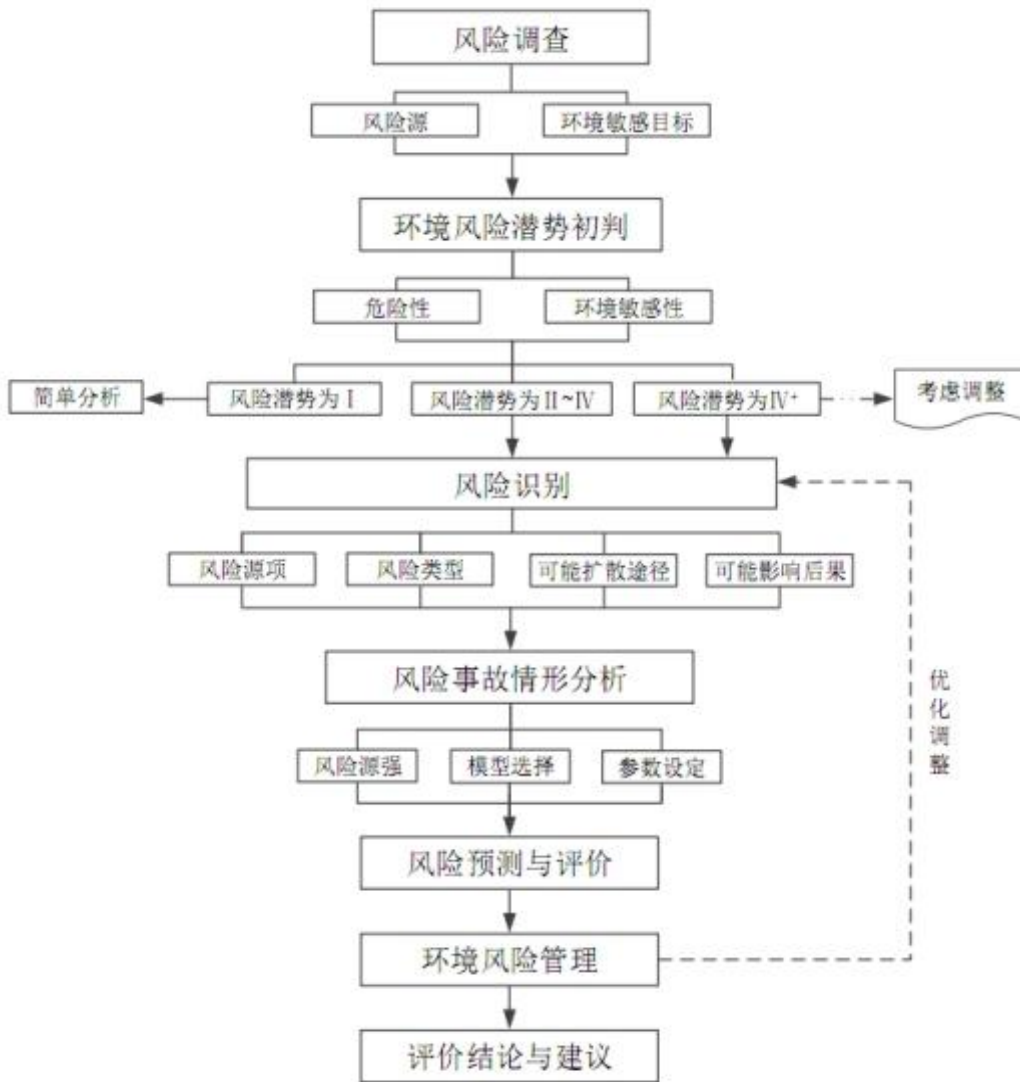 风险调查
风险源
环境敏感目标
环境风险潜势初判
危险性
环境敏感性
简单分析
风险潜势为Ⅰ
风险潜势为Ⅱ~Ⅳ
风险潜势为Ⅳ⁺
考虑调整
风险识别
风险源项
风险类型
可能扩散途径
可能影响后果
风险事故情形分析
优化调整
风险源强
模型选择
参数设定
风险预测与评价
环境风险管理
评价结论与建议